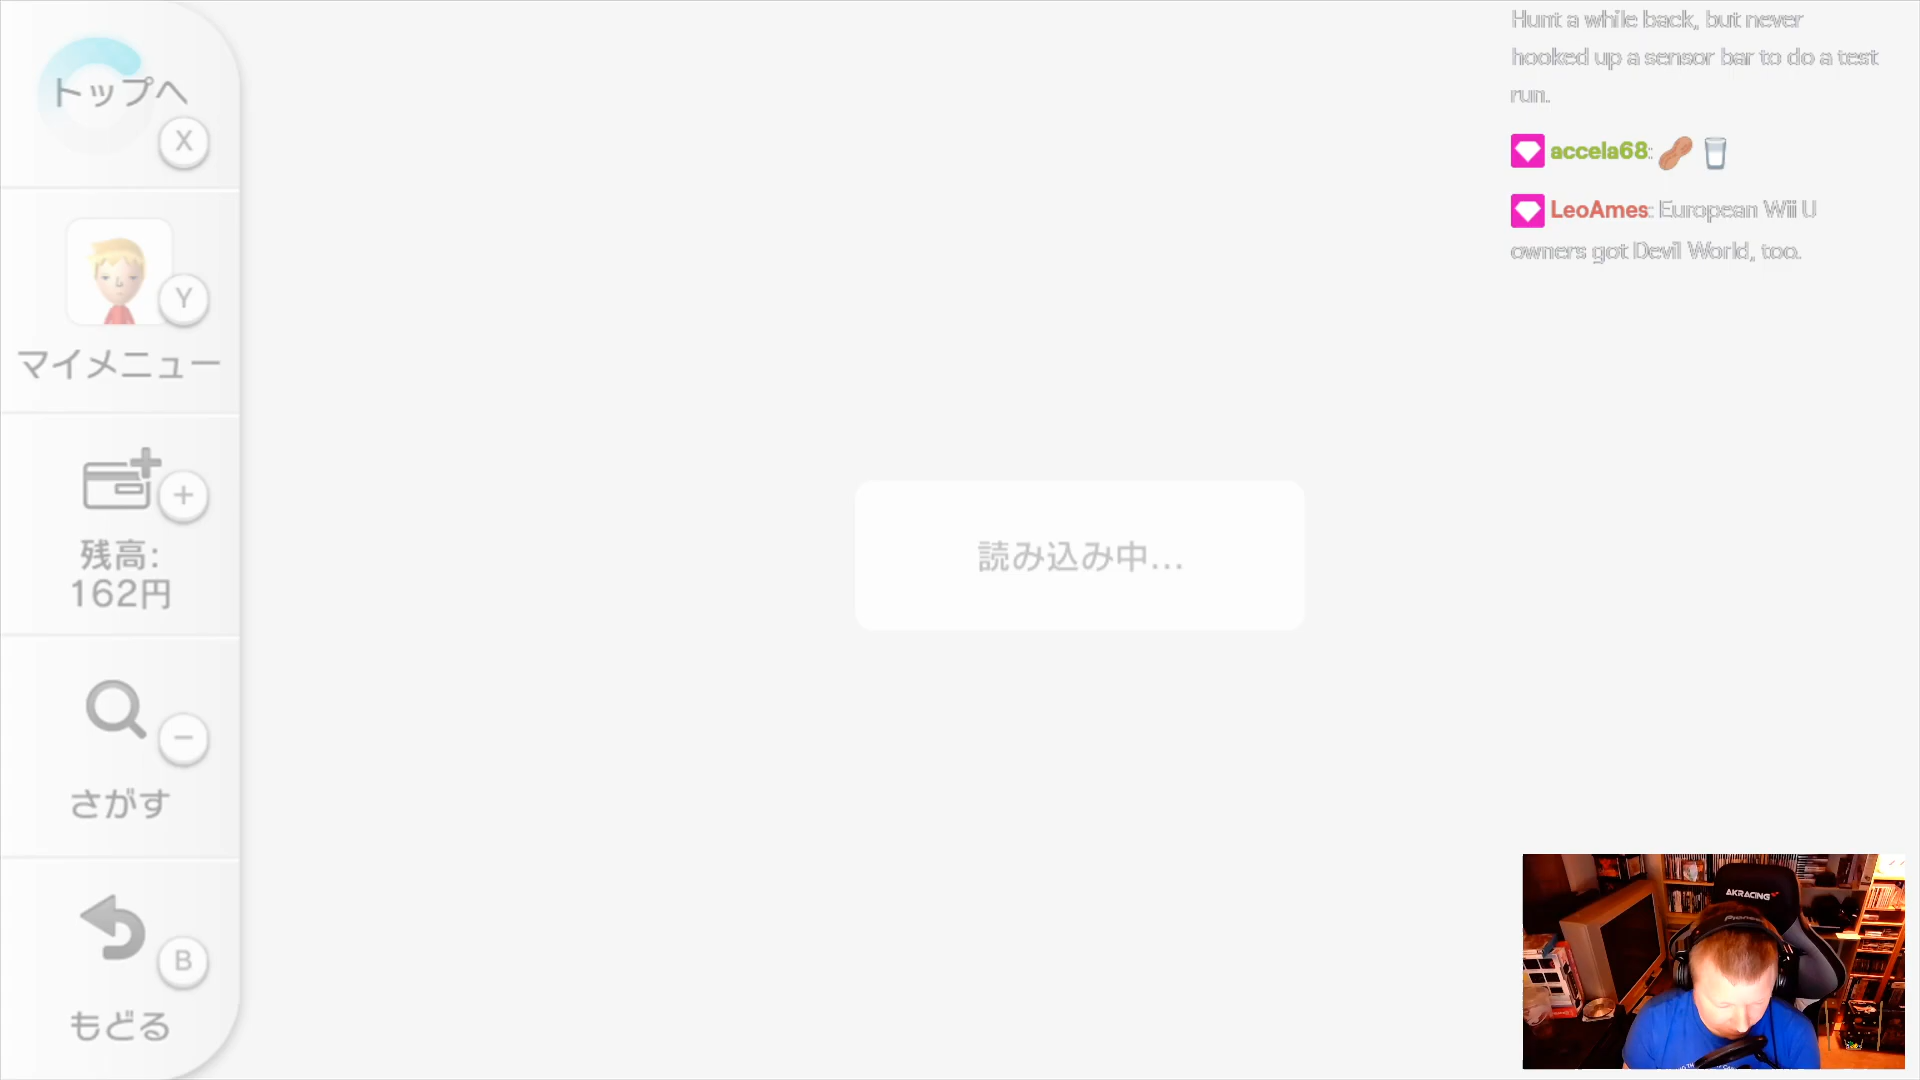 トップへ
X
Y
マイメニュー
+
残高:
162円
−
さがす
B
もどる
読み込み中...
Hunt a while back, but never
hooked up a sensor bar to do a test
run.
accela68:
LeoAmes: European Wii U
owners got Devil World, too.
AKRACING
Pioneer